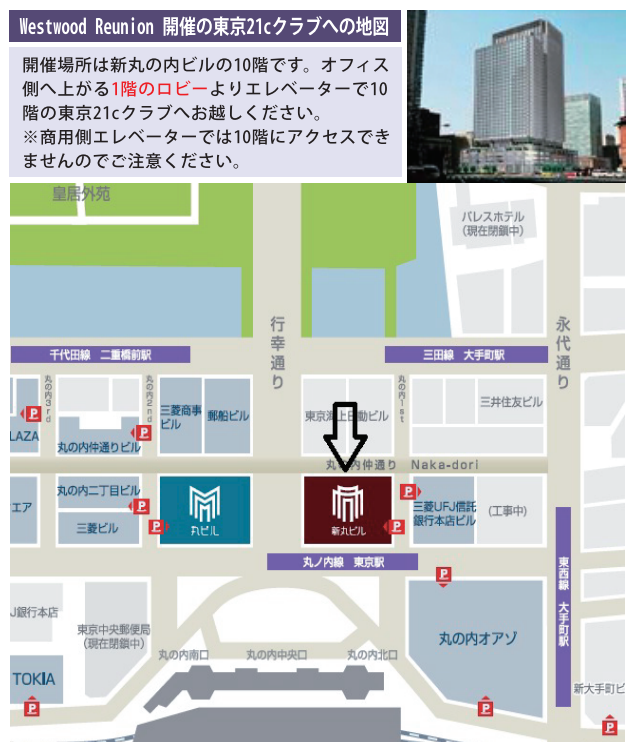 Westwood Reunion 開催の東京21cクラブへの地図
開催場所は新丸の内ビルの10階です。オフィス
側へ上がる1階のロビーよりエレベーターで10
階の東京21cクラブへお越しください。
※商用側エレベーターでは10階にアクセスでき
ませんのでご注意ください。
皇居外苑
パレスホテル
(現在閉鎖中)
行幸通り
永代通り
千代田線 二重橋前駅
三田線 大手町駅
丸の内3rd
丸の内2nd
丸の内1st
P
LAZA
P
丸の内仲通りビル
三菱商事
ビル
郵船ビル
東京海上日動ビル
三井住友ビル
丸の内仲通り Naka-dori
エア
丸の内二丁目ビル
P
三菱ビル
P
丸ビル
新丸ビル
P
P
三菱UFJ信託
銀行本店ビル
(工事中)
丸ノ内線 東京駅
東西線 大手町駅
P
J銀行本店
東京中央郵便局
(現在閉鎖中)
丸の内オアゾ
丸の内南口
丸の内中央口
丸の内北口
TOKIA
新大手町ビ
P
P
P